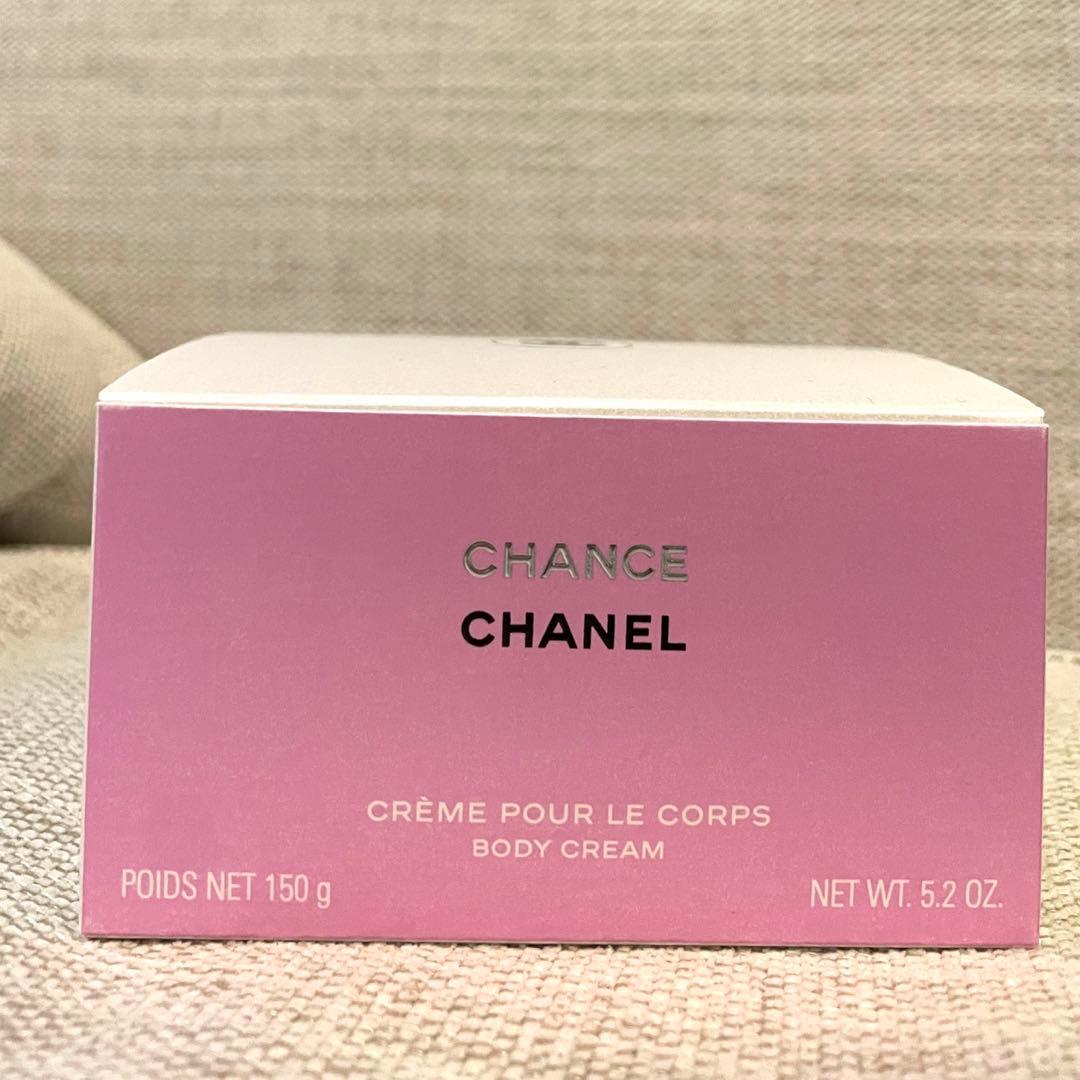 CHANCE
CHANEL
CRÈME POUR LE CORPS
BODY CREAM
POIDS NET 150 g
NET WT. 5.2 OZ.